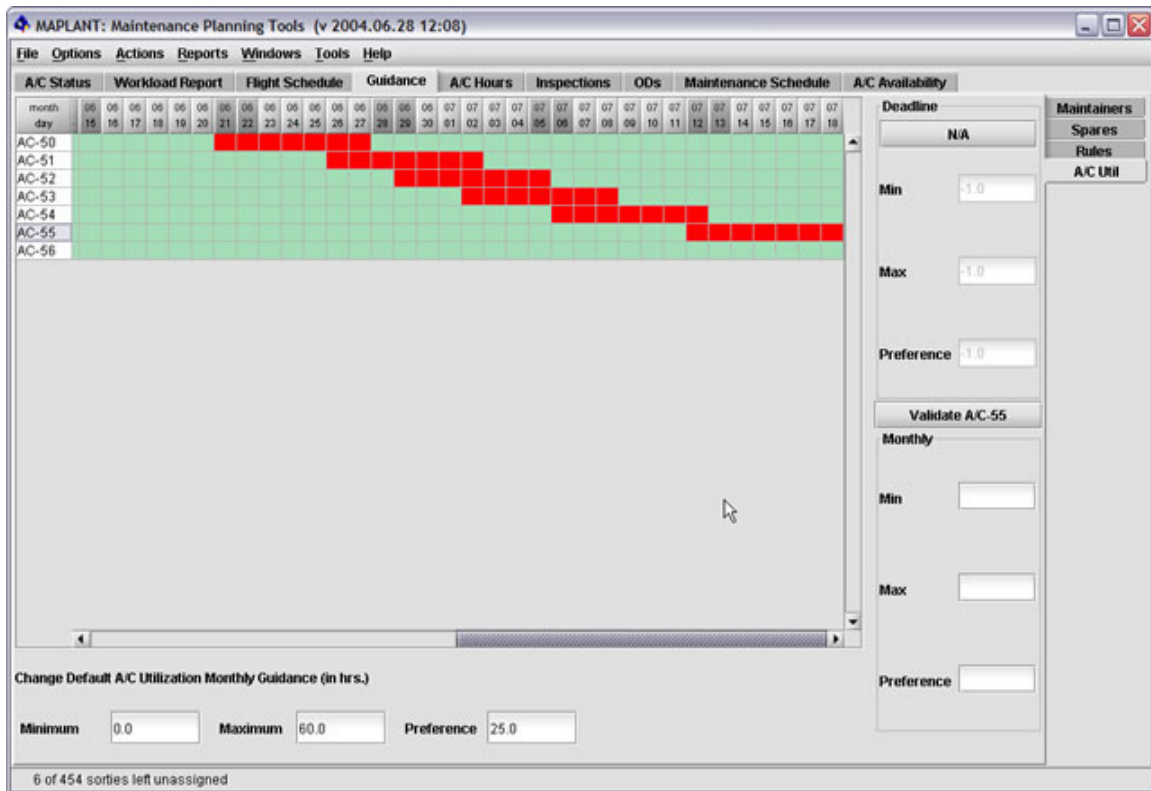 MAPLANT: Maintenance Planning Tools (v 2004.06.28 12:08)
File Options Actions Reports Windows Tools Help
A/C Status Workload Report Flight Schedule Guidance A/C Hours Inspections ODs Maintenance Schedule A/C Availability
month 06 06 06 06 06 06 06 06 06 06 06 06 06 06 06 06 07 07 07 07 07 07 07 07 07 07 07 07 07 07 07 07 07 07
day 15 16 17 18 19 20 21 22 23 24 25 26 27 28 29 30 01 02 03 04 05 06 07 08 09 10 11 12 13 14 15 16 17 18
AC-50
AC-51
AC-52
AC-53
AC-54
AC-55
AC-56
Deadline
N/A
Min -1.0
Max -1.0
Preference -1.0
Validate A/C-55
Monthly
Min
Max
Preference
Maintainers
Spares
Rules
A/C Util
Change Default A/C Utilization Monthly Guidance (in hrs.)
Minimum 0.0 Maximum 60.0 Preference 25.0
6 of 454 sorties left unassigned